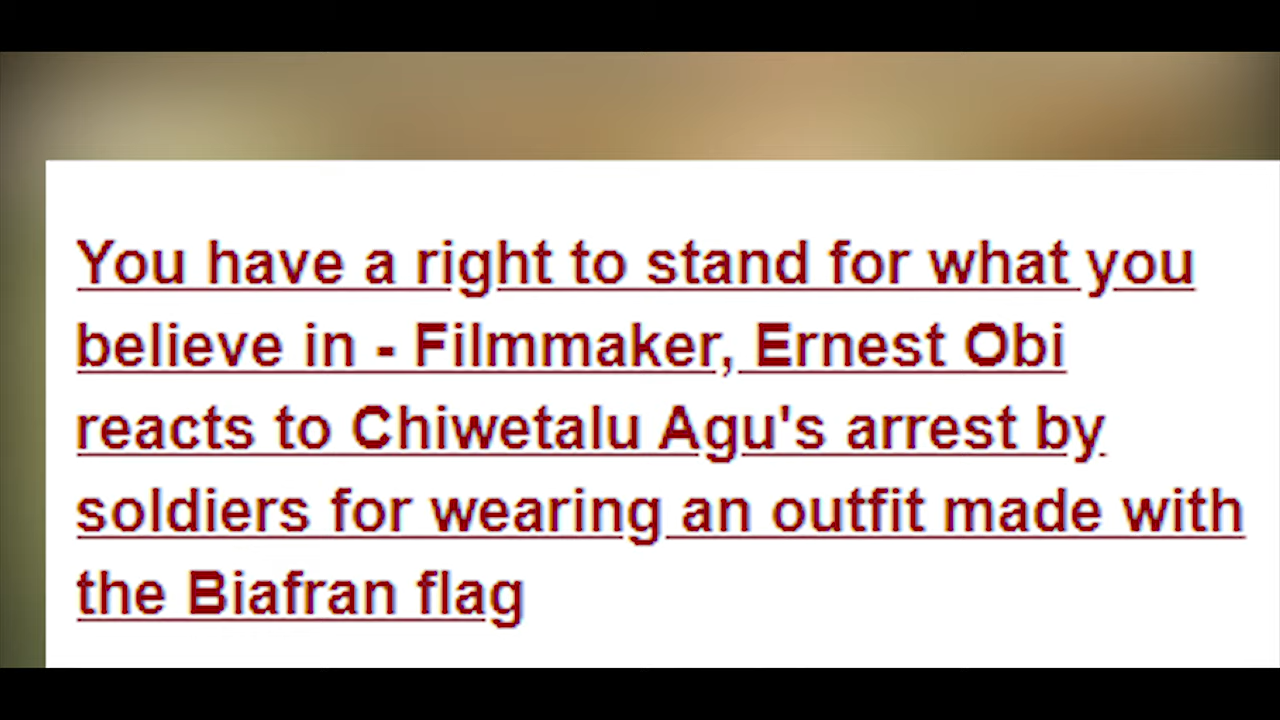 You have a right to stand for what you
believe in - Filmmaker, Ernest Obi
reacts to Chiwetalu Agu's arrest by
soldiers for wearing an outfit made with
the Biafran flag